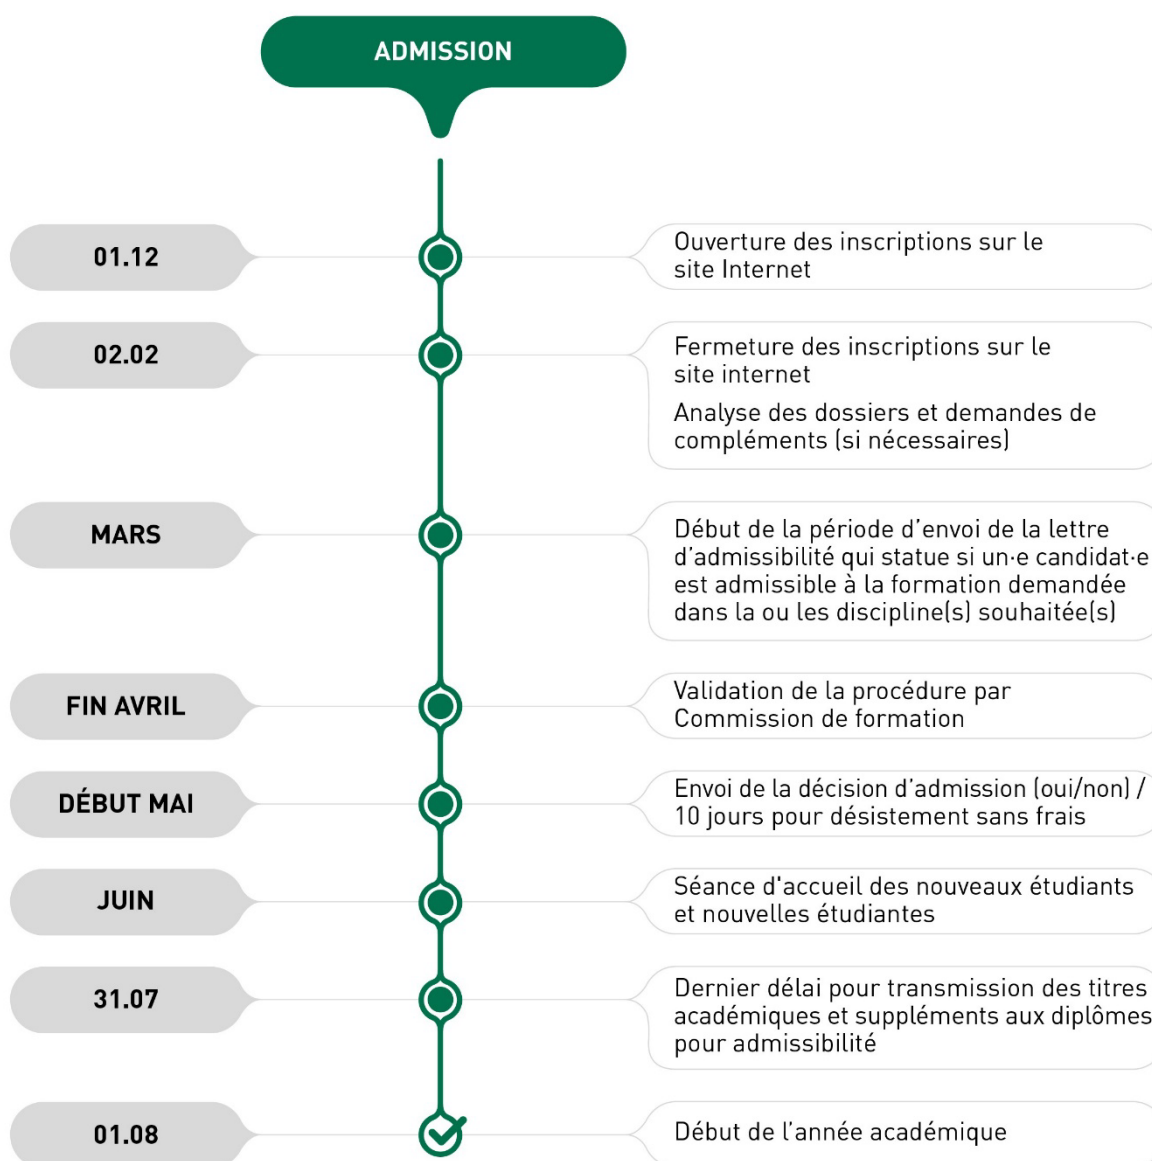 ADMISSION
01.12
Ouverture des inscriptions sur le
site Internet
02.02
Fermeture des inscriptions sur le
site internet
Analyse des dossiers et demandes de
compléments (si nécessaires)
MARS
Début de la période d’envoi de la lettre
d’admissibilité qui statue si un·e candidat·e
est admissible à la formation demandée
dans la ou les discipline(s) souhaitée(s)
FIN AVRIL
Validation de la procédure par
Commission de formation
DÉBUT MAI
Envoi de la décision d’admission (oui/non) /
10 jours pour désistement sans frais
JUIN
Séance d'accueil des nouveaux étudiants
et nouvelles étudiantes
31.07
Dernier délai pour transmission des titres
académiques et suppléments aux diplômes
pour admissibilité
01.08
Début de l’année académique